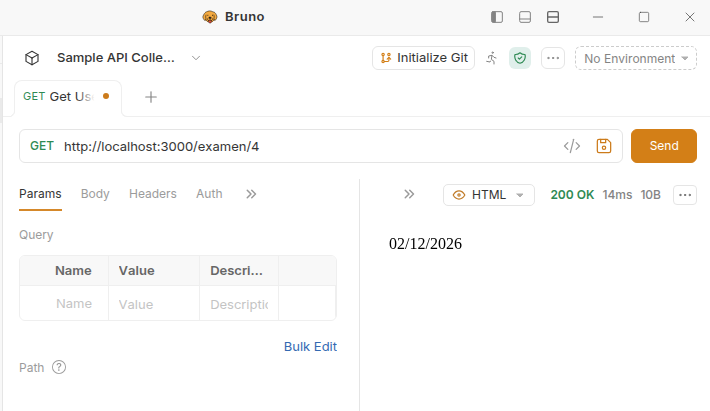 Bruno
Sample API Colle...
Initialize Git
No Environment
GET Get Us
GET http://localhost:3000/examen/4
Send
Params Body Headers Auth
HTML 200 OK 14ms 10B
Query
02/12/2026
Name Value Descri...
Name Value Descriptic
Bulk Edit
Path ?